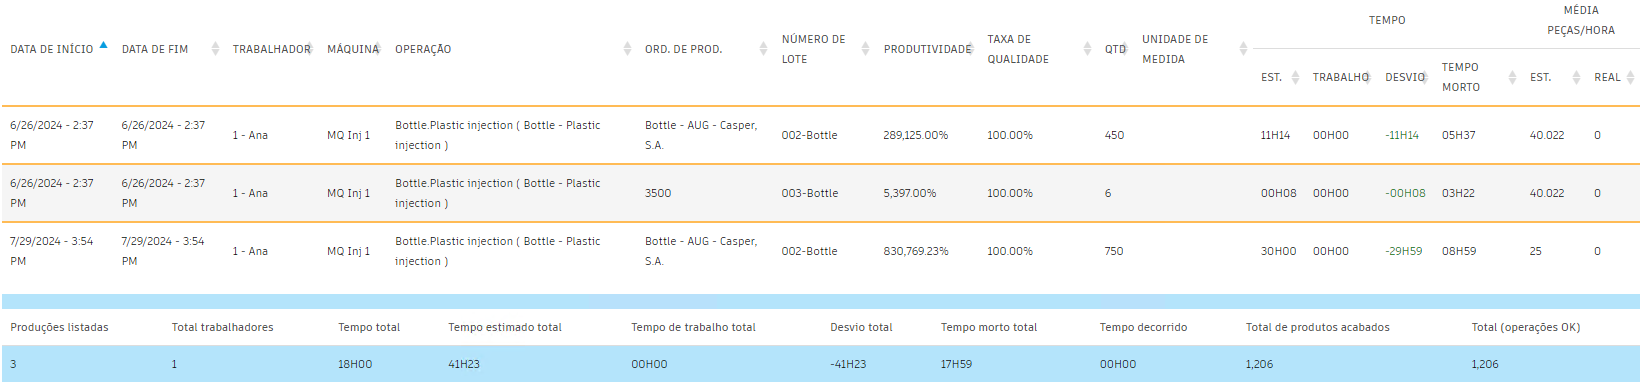 TEMPO
MÉDIA
PEÇAS/HORA
DATA DE INÍCIO DATA DE FIM TRABALHADOR MÁQUINA OPERAÇÃO ORD. DE PROD. NÚMERO DE LOTE PRODUTIVIDADE TAXA DE QUALIDADE QTD UNIDADE DE MEDIDA
EST. TRABALHO DESVIO TEMPO MORTO EST. REAL
6/26/2024 - 2:37 6/26/2024 - 2:37 Bottle.Plastic injection ( Bottle - Plastic Bottle - AUG - Casper,
1 - Ana MQ Inj 1 002-Bottle 289,125.00% 100.00% 450 11H14 00H00 -11H14 05H37 40.022 0
PM PM injection ) S.A.
6/26/2024 - 2:37 6/26/2024 - 2:37 Bottle.Plastic injection ( Bottle - Plastic
1 - Ana MQ Inj 1 3500 003-Bottle 5,397.00% 100.00% 6 00H08 00H00 -00H08 03H22 40.022 0
PM PM injection )
7/29/2024 - 3:54 7/29/2024 - 3:54 Bottle.Plastic injection ( Bottle - Plastic Bottle - AUG - Casper,
1 - Ana MQ Inj 1 002-Bottle 830,769.23% 100.00% 750 30H00 00H00 -29H59 08H59 25 0
PM PM injection ) S.A.
Produções listadas Total trabalhadores Tempo total Tempo estimado total Tempo de trabalho total Desvio total Tempo morto total Tempo decorrido Total de produtos acabados Total (operações OK)
3 1 18H00 41H23 00H00 -41H23 17H59 00H00 1,206 1,206